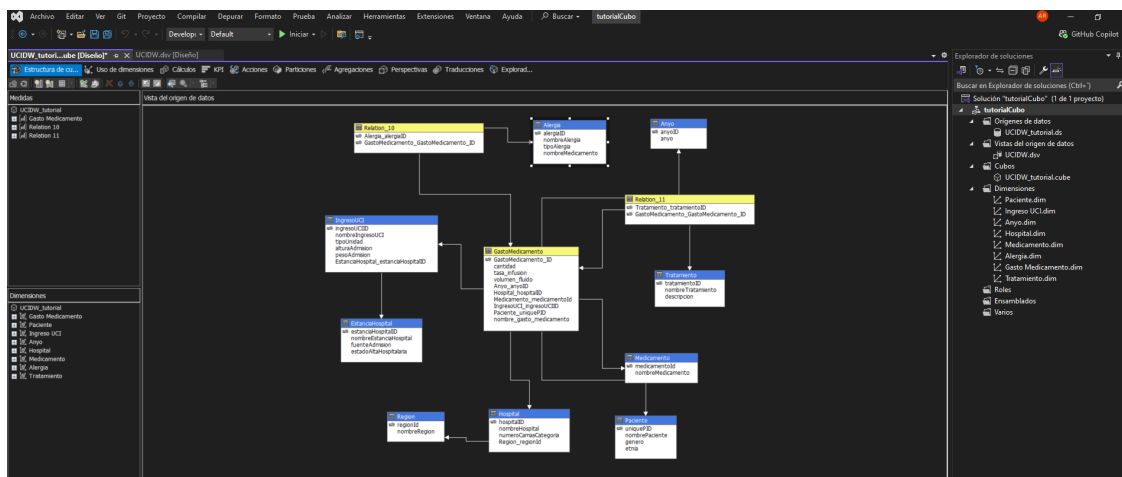 Archivo Editar Ver Git Proyecto Compilar Depurar Formato Prueba Analizar Herramientas Extensiones Ventana Ayuda Buscar tutorialCubo AR
Develop Default Iniciar GitHub Copilot
UCIDW_tutori...ube [Diseño]* UCIDW.dsv [Diseño]
Estructura de cu... Uso de dimensiones Cálculos KPI Acciones Particiones Agregaciones Perspectivas Traducciones Explorad...
Medidas
UCIDW_tutorial
Gasto Medicamento
Relation 10
Relation 11
Dimensiones
UCIDW_tutorial
Gasto Medicamento
Paciente
Ingreso UCI
Anyo
Hospital
Medicamento
Alergia
Tratamiento
Vista del origen de datos
Relation_10
Alergia_alergiaID
GastoMedicamento_GastoMedicamento_ID
Alergia
alergiaID
nombreAlergia
tipoAlergia
nombreMedicamento
Anyo
anyoID
anyo
Relation_11
Tratamiento_tratamientoID
GastoMedicamento_GastoMedicamento_ID
IngresoUCI
ingresoUCIID
nombreIngresoUCI
tipoUnidad
alturaAdmision
pesoAdmision
EstanciaHospital_estanciaHospitalID
GastoMedicamento
GastoMedicamento_ID
cantidad
tasa_infusion
volumen_fluido
Anyo_anyoID
Hospital_hospitalID
Medicamento_medicamentoId
IngresoUCI_ingresoUCIID
Paciente_uniquePID
nombre_gasto_medicamento
Tratamiento
tratamientoID
nombreTratamiento
descripcion
EstanciaHospital
estanciaHospitalID
nombreEstanciaHospital
fuenteAdmision
estadoAltaHospitalaria
Medicamento
medicamentoId
nombreMedicamento
Region
regionId
nombreRegion
Hospital
hospitalID
nombreHospital
numeroCamasCategoria
Region_regionId
Paciente
uniquePID
nombrePaciente
genero
etnia
Explorador de soluciones
Buscar en Explorador de soluciones (Ctrl+')
Solución "tutorialCubo" (1 de 1 proyecto)
tutorialCubo
Orígenes de datos
UCIDW_tutorial.ds
Vistas del origen de datos
UCIDW.dsv
Cubos
UCIDW_tutorial.cube
Dimensiones
Paciente.dim
Ingreso UCI.dim
Anyo.dim
Hospital.dim
Medicamento.dim
Alergia.dim
Gasto Medicamento.dim
Tratamiento.dim
Roles
Ensamblados
Varios